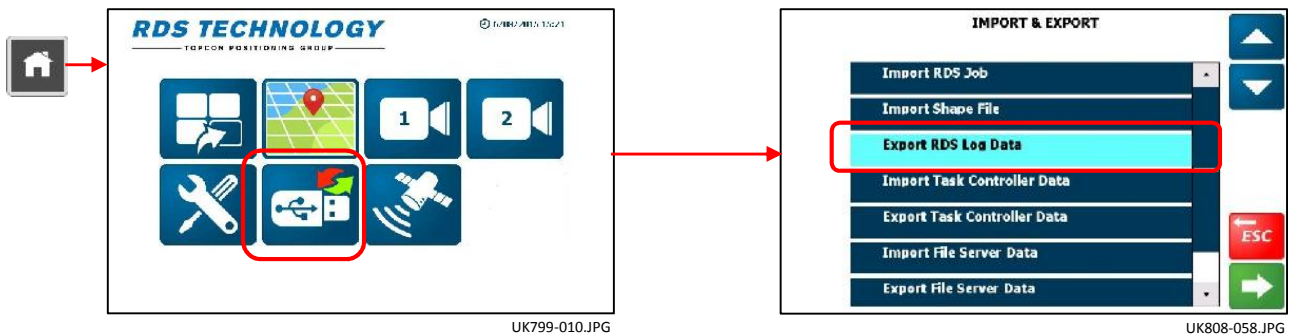 RDS TECHNOLOGY
TOPCON POSITIONING GROUP
1
2
UK799-010.JPG
IMPORT & EXPORT
Import RDS Job
Import Shape File
Export RDS Log Data
Import Task Controller Data
Export Task Controller Data
Import File Server Data
Export File Server Data
ESC
UK808-058.JPG